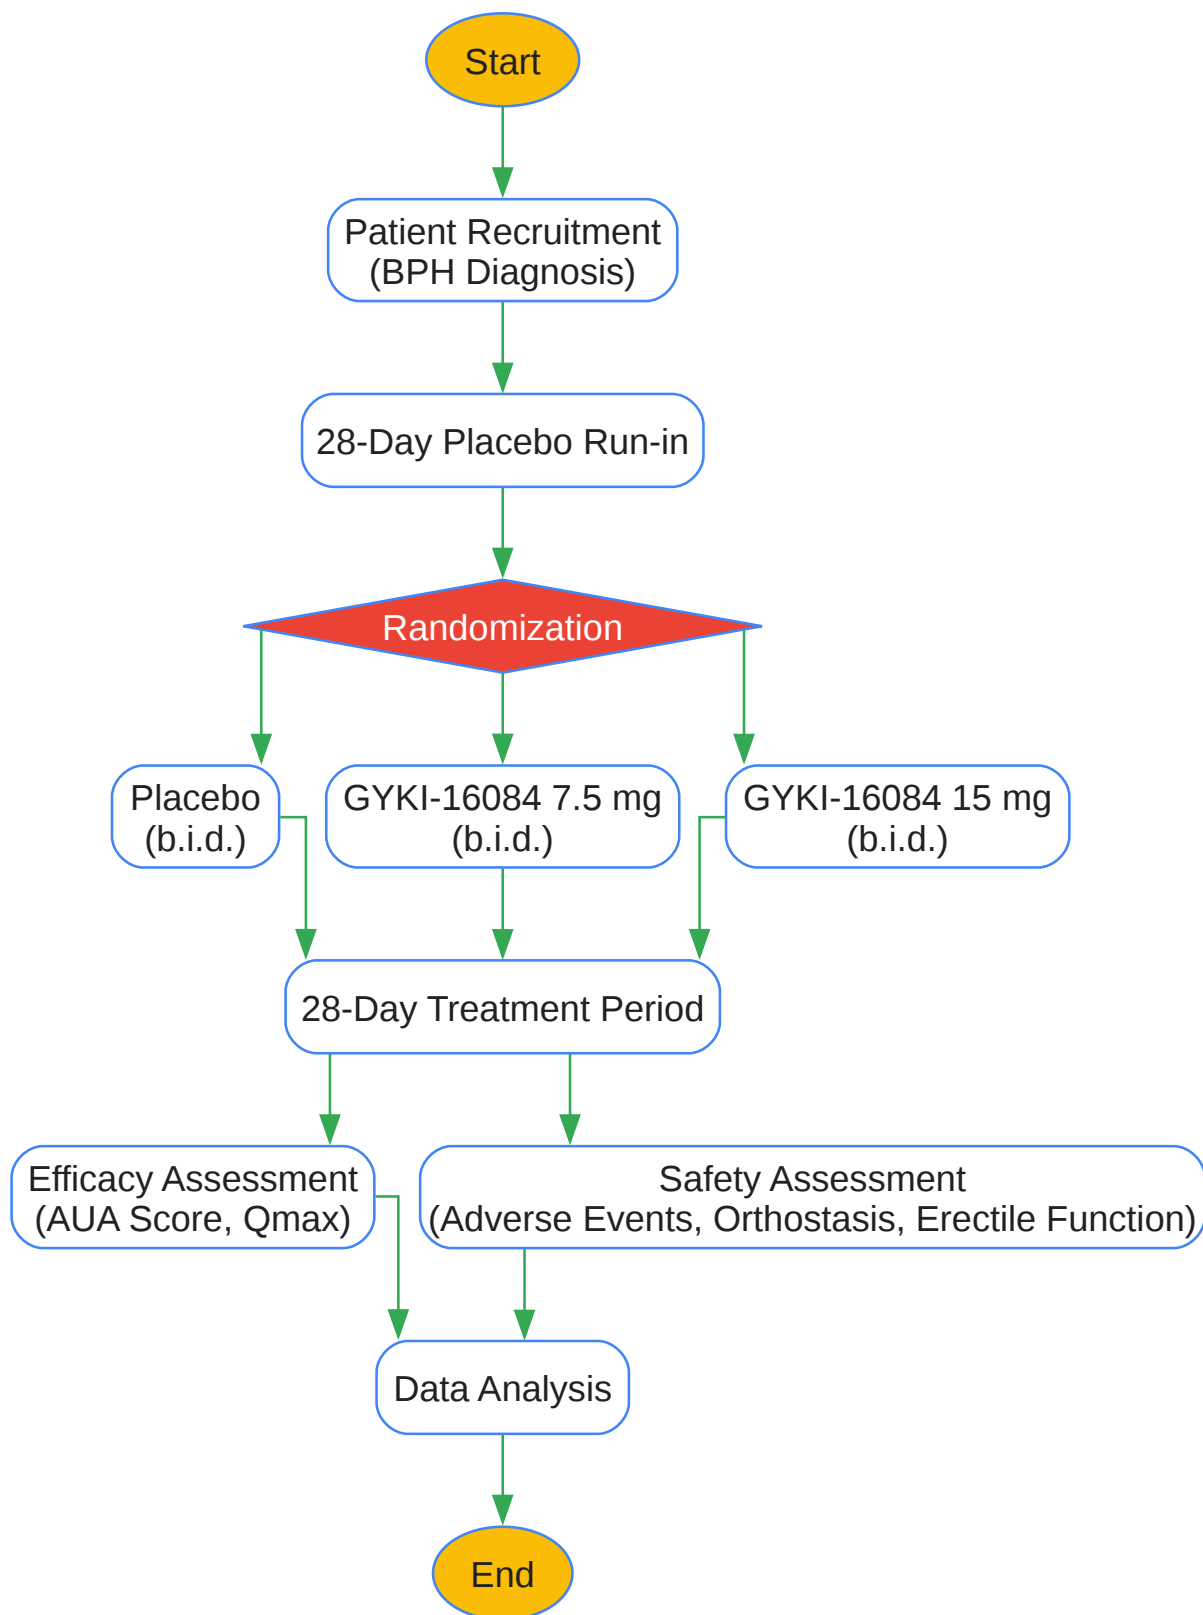 Start
Patient Recruitment
(BPH Diagnosis)
28-Day Placebo Run-in
Randomization
Placebo
(b.i.d.)
GYKI-16084 7.5 mg
(b.i.d.)
GYKI-16084 15 mg
(b.i.d.)
28-Day Treatment Period
Efficacy Assessment
(AUA Score, Qmax)
Safety Assessment
(Adverse Events, Orthostasis, Erectile Function)
Data Analysis
End